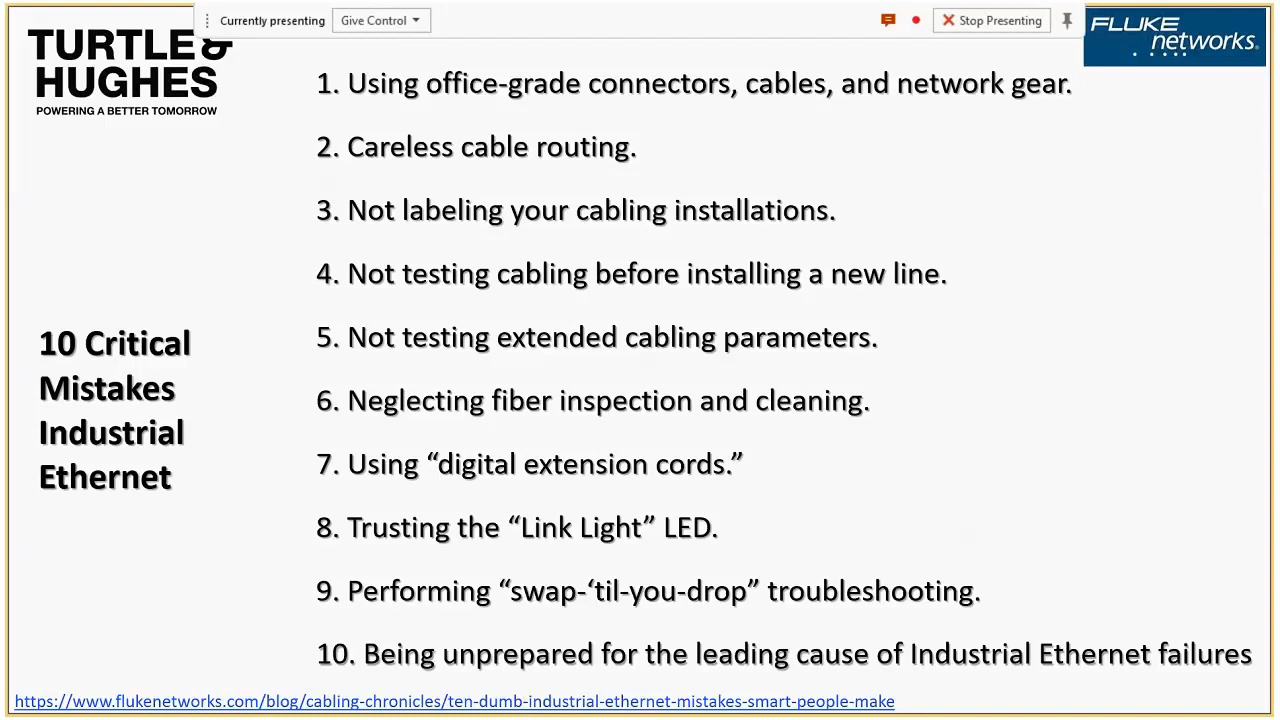 Currently presenting Give Control Stop Presenting
TURTLE &
HUGHES
POWERING A BETTER TOMORROW
FLUKE
networks®
1. Using office-grade connectors, cables, and network gear.
2. Careless cable routing.
3. Not labeling your cabling installations.
4. Not testing cabling before installing a new line.
10 Critical
Mistakes
Industrial
Ethernet
5. Not testing extended cabling parameters.
6. Neglecting fiber inspection and cleaning.
7. Using “digital extension cords.”
8. Trusting the “Link Light” LED.
9. Performing “swap-‘til-you-drop” troubleshooting.
10. Being unprepared for the leading cause of Industrial Ethernet failures
https://www.flukenetworks.com/blog/cabling-chronicles/ten-dumb-industrial-ethernet-mistakes-smart-people-make